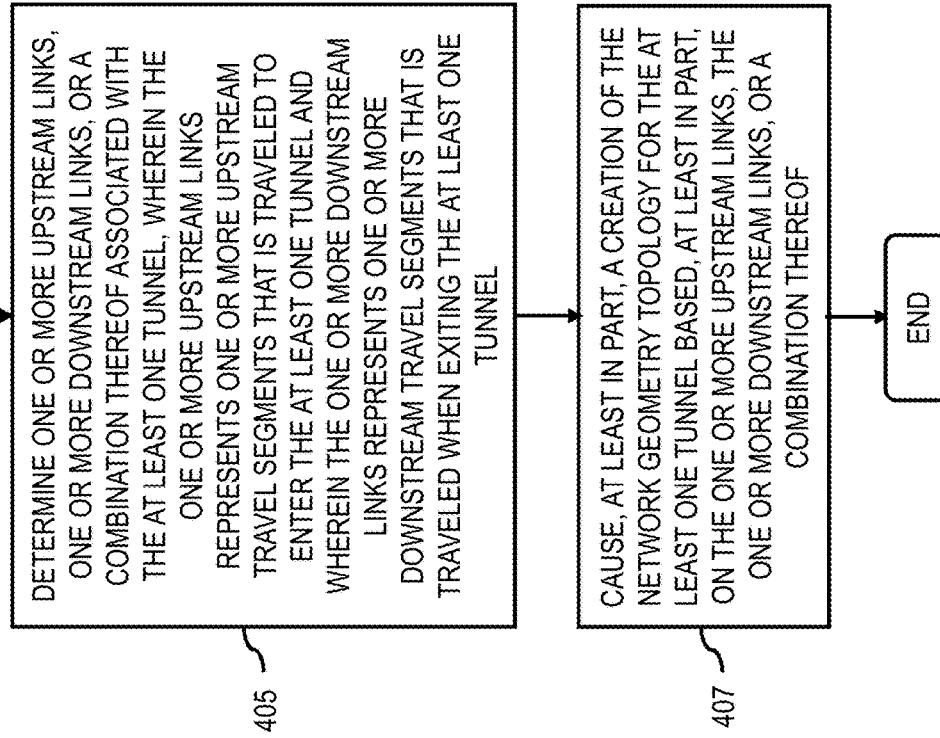 DETERMINE ONE OR MORE UPSTREAM LINKS,
ONE OR MORE DOWNSTREAM LINKS, OR A
COMBINATION THEREOF ASSOCIATED WITH
THE AT LEAST ONE TUNNEL, WHEREIN THE
ONE OR MORE UPSTREAM LINKS
REPRESENTS ONE OR MORE UPSTREAM
TRAVEL SEGMENTS THAT IS TRAVELED TO
ENTER THE AT LEAST ONE TUNNEL AND
WHEREIN THE ONE OR MORE DOWNSTREAM
LINKS REPRESENTS ONE OR MORE
DOWNSTREAM TRAVEL SEGMENTS THAT IS
TRAVELED WHEN EXITING THE AT LEAST ONE
TUNNEL
405
CAUSE, AT LEAST IN PART, A CREATION OF THE
NETWORK GEOMETRY TOPOLOGY FOR THE AT
LEAST ONE TUNNEL BASED, AT LEAST IN PART,
ON THE ONE OR MORE UPSTREAM LINKS, THE
ONE OR MORE DOWNSTREAM LINKS, OR A
COMBINATION THEREOF
407
END